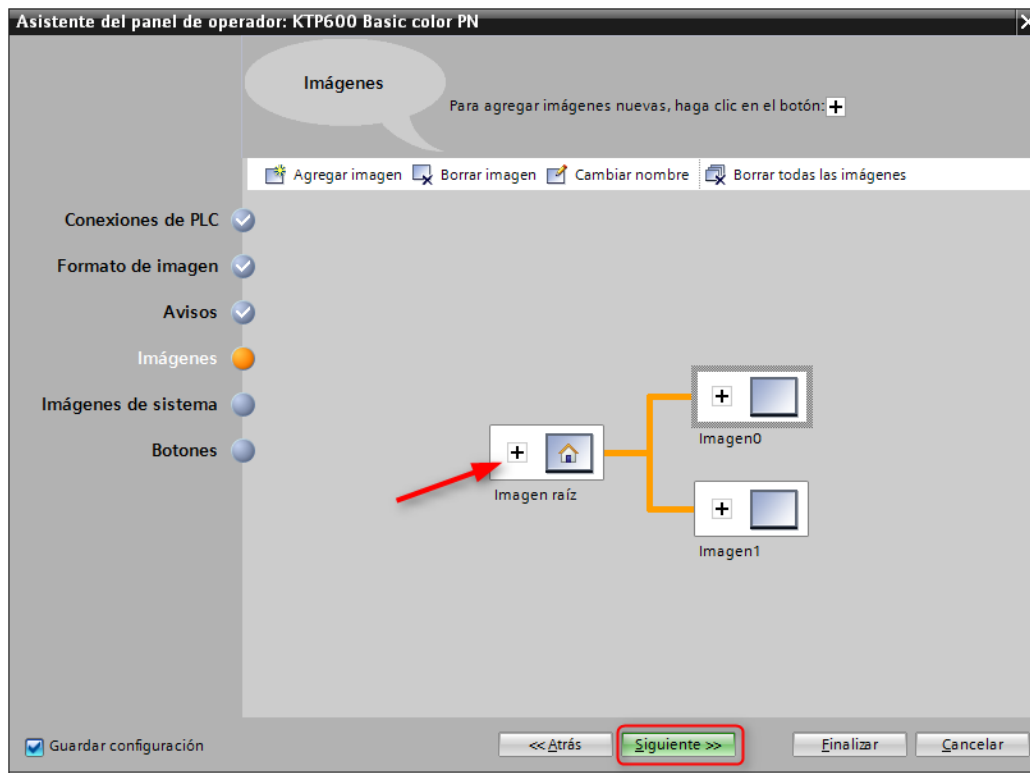 Asistente del panel de operador: KTP600 Basic color PN
Imágenes
Para agregar imágenes nuevas, haga clic en el botón:
Agregar imagen Borrar imagen Cambiar nombre Borrar todas las imágenes
Conexiones de PLC
Formato de imagen
Avisos
Imágenes
Imágenes de sistema
Botones
Imagen0
Imagen raíz
Imagen1
Guardar configuración
<< Atrás Siguiente >> Finalizar Cancelar